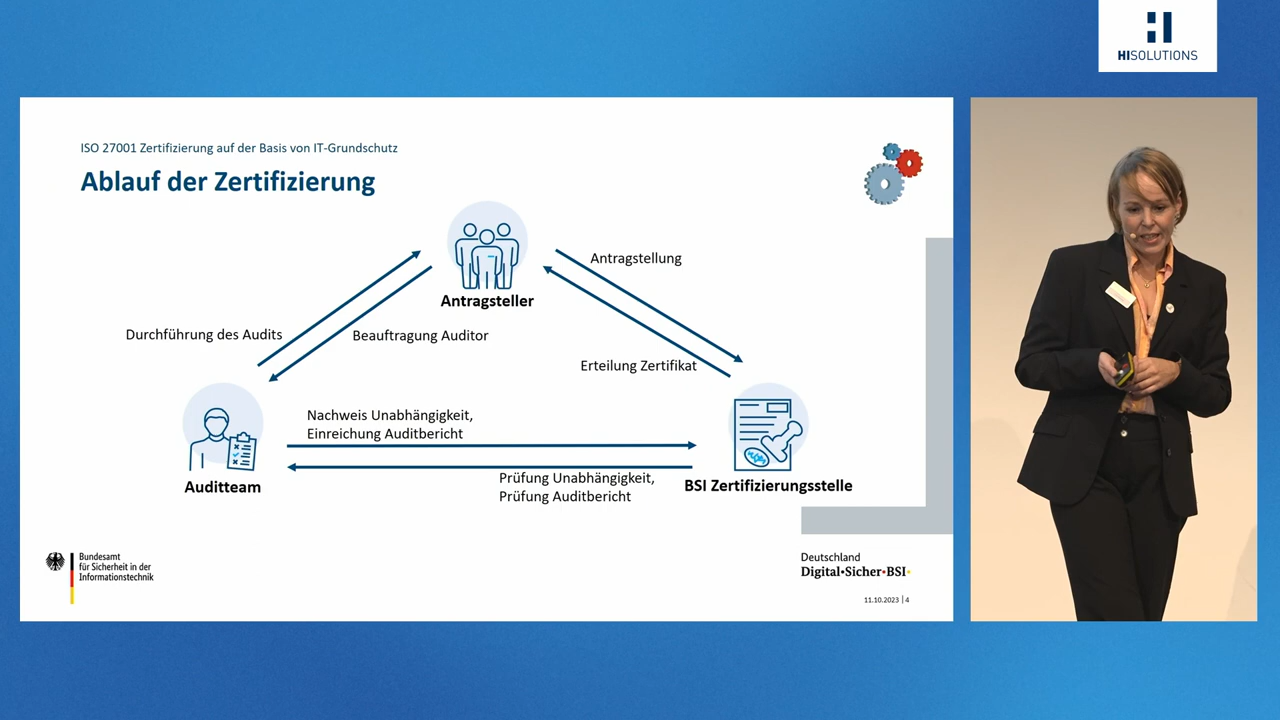 HISOLUTIONS
ISO 27001 Zertifizierung auf der Basis von IT-Grundschutz
Ablauf der Zertifizierung
Antragstellung
Antragsteller
Durchführung des Audits
Beauftragung Auditor
Erteilung Zertifikat
Nachweis Unabhängigkeit,
Einreichung Auditbericht
Prüfung Unabhängigkeit,
Prüfung Auditbericht
Auditteam
BSI Zertifizierungsstelle
Bundesamt
für Sicherheit in der
Informationstechnik
Deutschland
Digital•Sicher•BSI•
11.10.2023 | 4